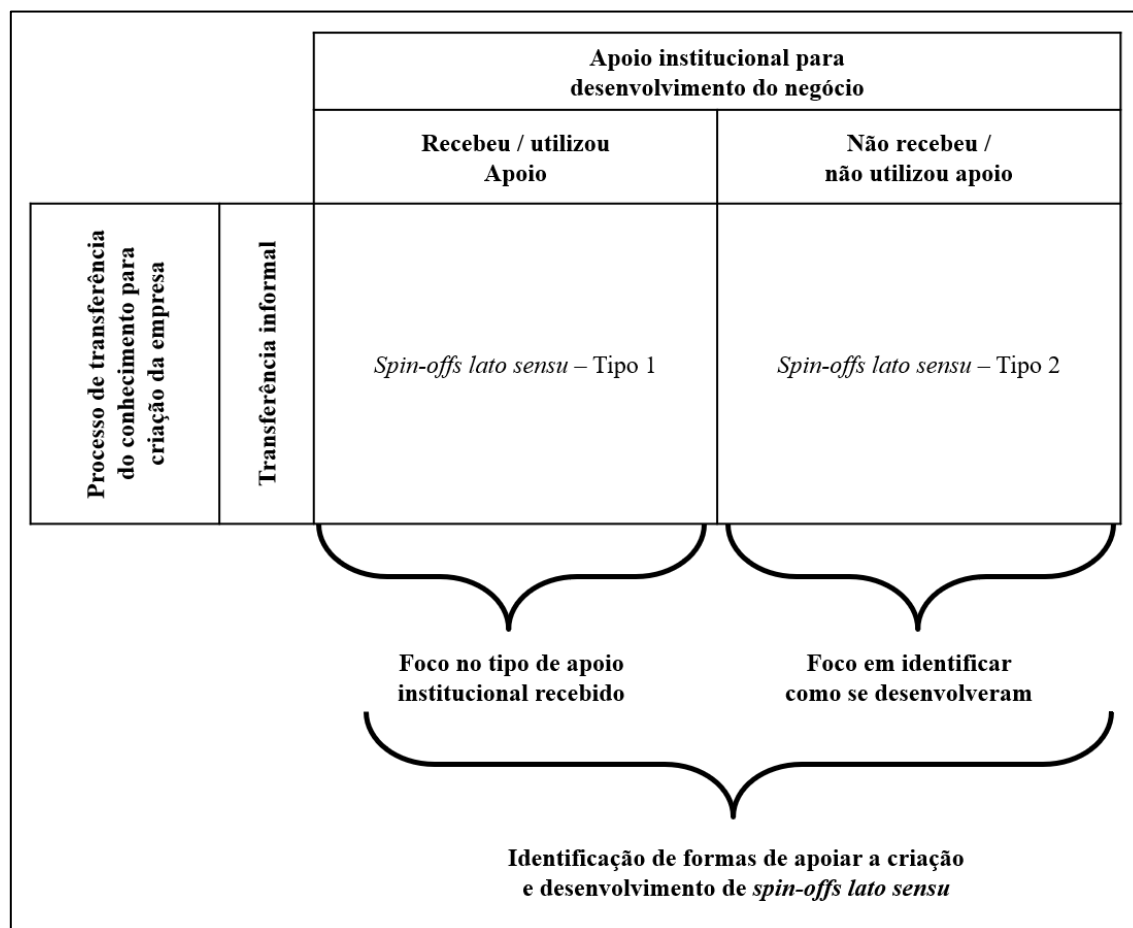 Apoio institucional para
desenvolvimento do negócio
Recebeu / utilizou
Apoio
Não recebeu /
não utilizou apoio
Processo de transferência
do conhecimento para
criação da empresa
Transferência informal
Spin-offs lato sensu – Tipo 1
Spin-offs lato sensu – Tipo 2
Foco no tipo de apoio
institucional recebido
Foco em identificar
como se desenvolveram
Identificação de formas de apoiar a criação
e desenvolvimento de spin-offs lato sensu